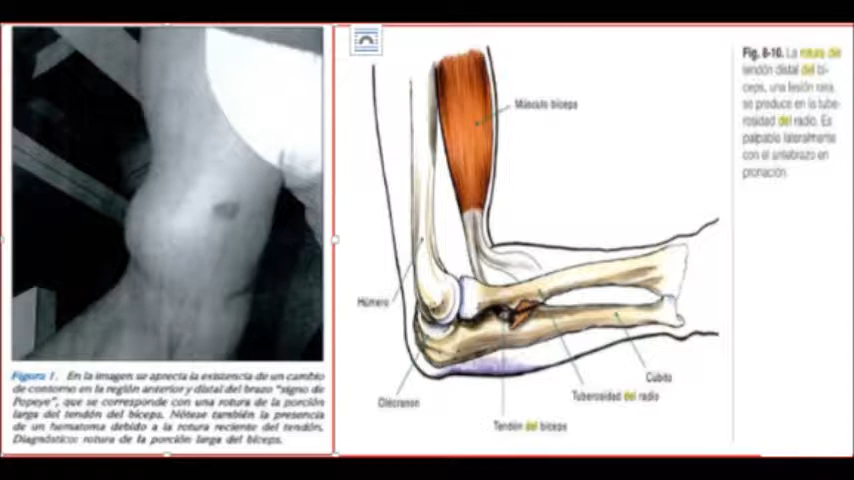 Figura 1. En la imagen se aprecia la existencia de un cambio
de contorno en la región anterior y distal del brazo "signo de
Popeye", que se corresponde con una rotura de la porción
larga del tendón del bíceps. Nótese también la presencia
de un hematoma debido a la rotura reciente del tendón.
Diagnóstico: rotura de la porción larga del bíceps.
Músculo bíceps
Húmero
Olécranon
Cúbito
Tuberosidad del radio
Tendón del bíceps
Fig. 8-10. La rotura del
tendón distal del bí-
ceps, una lesión rara,
se produce en la tube-
rosidad del radio. Es
palpable lateralmente
con el antebrazo en
pronación.